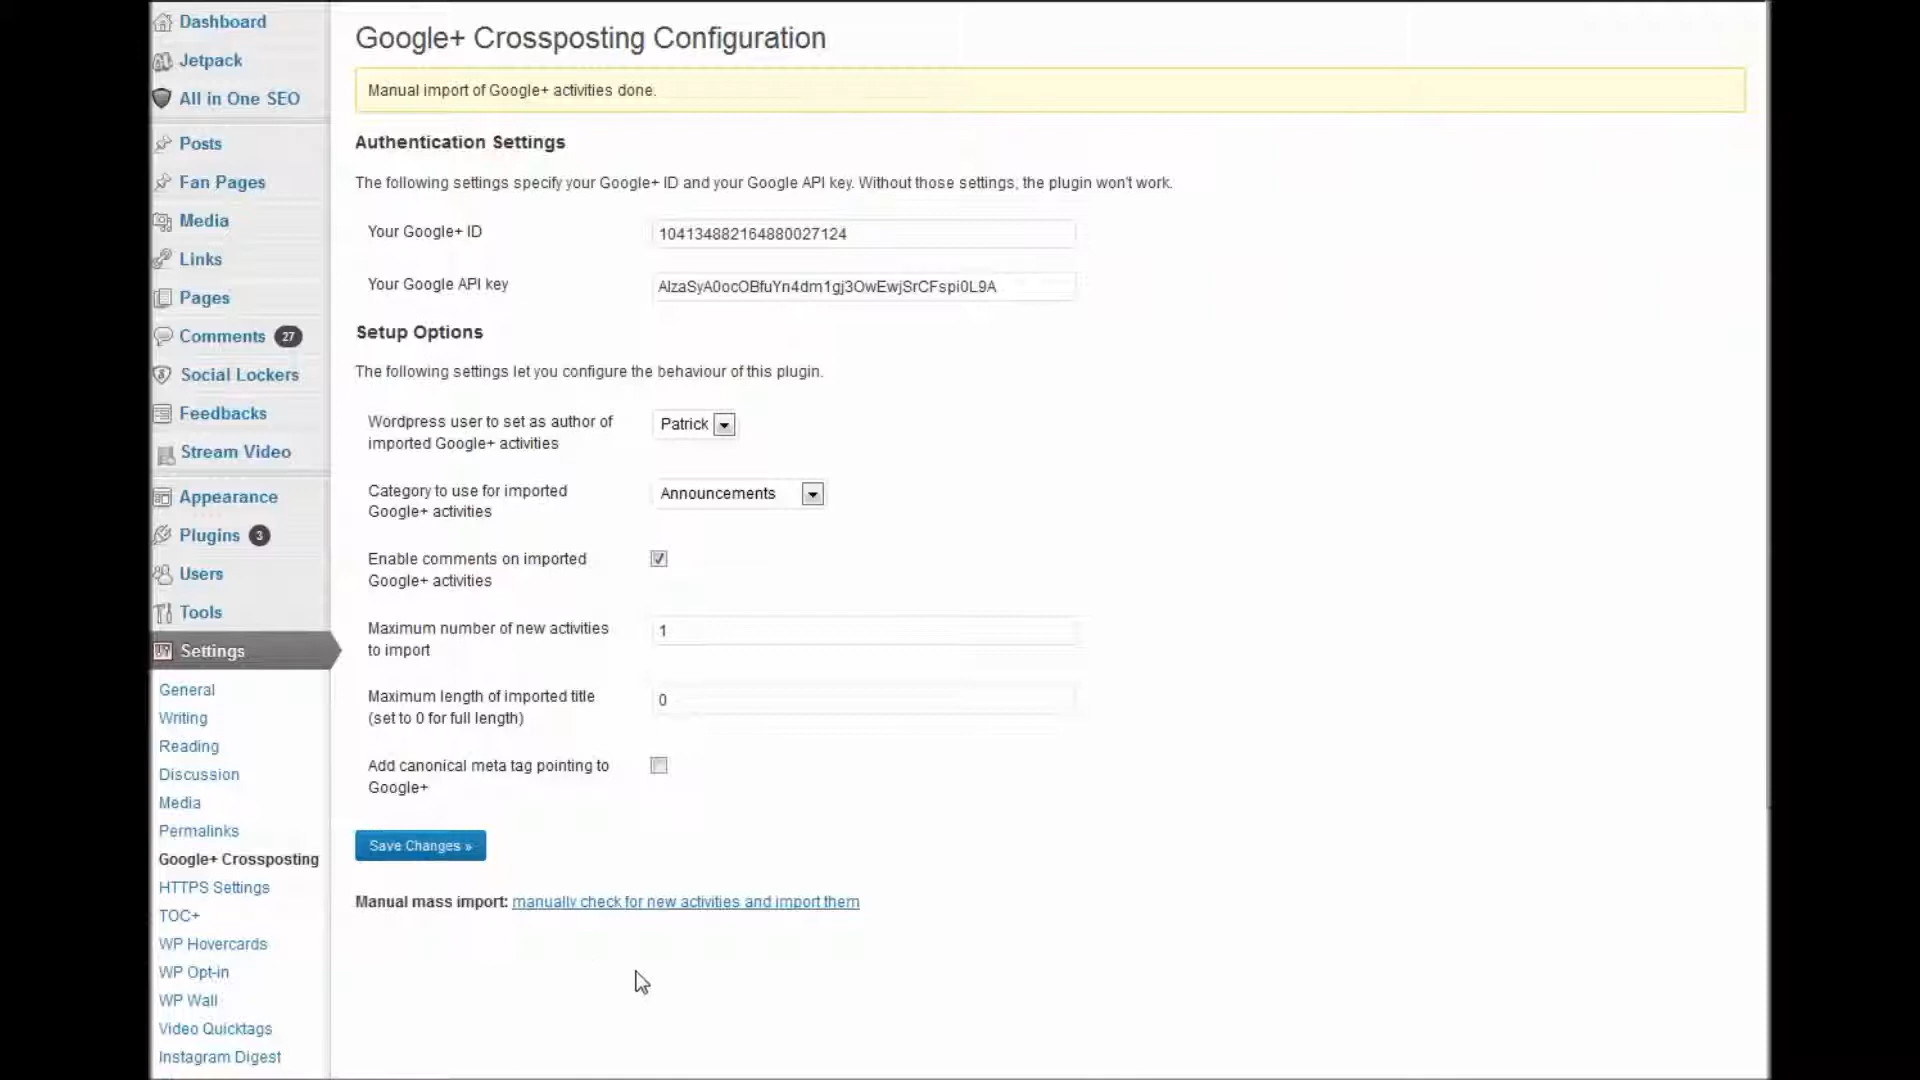 Dashboard
Jetpack
All in One SEO
Posts
Fan Pages
Media
Links
Pages
Comments 27
Social Lockers
Feedbacks
Stream Video
Appearance
Plugins 3
Users
Tools
Settings
General
Writing
Reading
Discussion
Media
Permalinks
Google+ Crossposting
HTTPS Settings
TOC+
WP Hovercards
WP Opt-in
WP Wall
Video Quicktags
Instagram Digest
Google+ Crossposting Configuration
Manual import of Google+ activities done.
Authentication Settings
The following settings specify your Google+ ID and your Google API key. Without those settings, the plugin won't work.
Your Google+ ID
104134882164880027124
Your Google API key
AIzaSyA0ocOBfuYn4dm1gj3OwEwjSrCFspi0L9A
Setup Options
The following settings let you configure the behaviour of this plugin.
Wordpress user to set as author of
imported Google+ activities
Patrick
Category to use for imported
Google+ activities
Announcements
Enable comments on imported
Google+ activities
Maximum number of new activities
to import
1
Maximum length of imported title
(set to 0 for full length)
0
Add canonical meta tag pointing to
Google+
Save Changes »
Manual mass import: manually check for new activities and import them